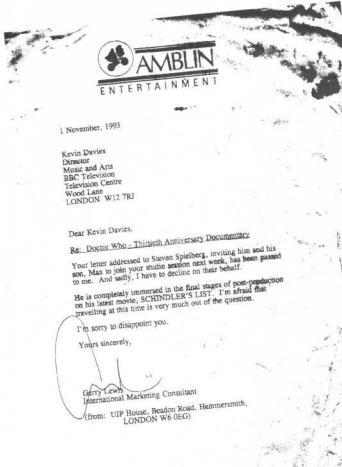 AMBLIN
ENTERTAINMENT
1 November, 1993
Kevin Davies
Director
Music and Arts
BBC Television
Television Centre
Wood Lane
LONDON W12 7RJ
Dear Kevin Davies,
Re: Doctor Who - Thirtieth Anniversary Documentary
Your letter addressed to Steven Spielberg, inviting him and his
son, Max to join your studio session next week, has been passed
to me. And sadly, I have to decline on their behalf.
He is completely immersed in the final stages of post-production
on his latest movie, SCHINDLER'S LIST. I'm afraid that
travelling at this time is very much out of the question.
I'm sorry to disappoint you.
Yours sincerely,
Gerry Lewis
International Marketing Consultant
(from: UIP House, Beadon Road, Hammersmith,
LONDON W6 0EG)